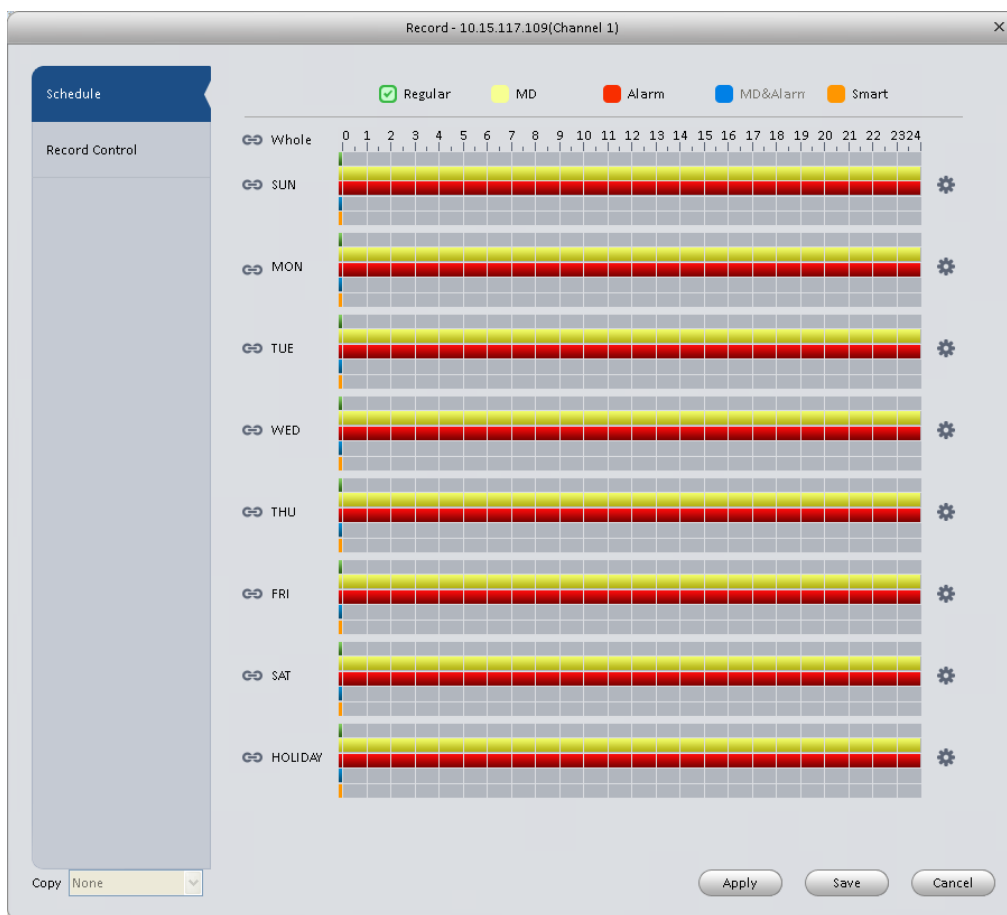 Record - 10.15.117.109(Channel 1)
Schedule
Record Control
Regular MD Alarm MD&Alarm Smart
Whole 0 1 2 3 4 5 6 7 8 9 10 11 12 13 14 15 16 17 18 19 20 21 22 2324
SUN
MON
TUE
WED
THU
FRI
SAT
HOLIDAY
Copy None Apply Save Cancel